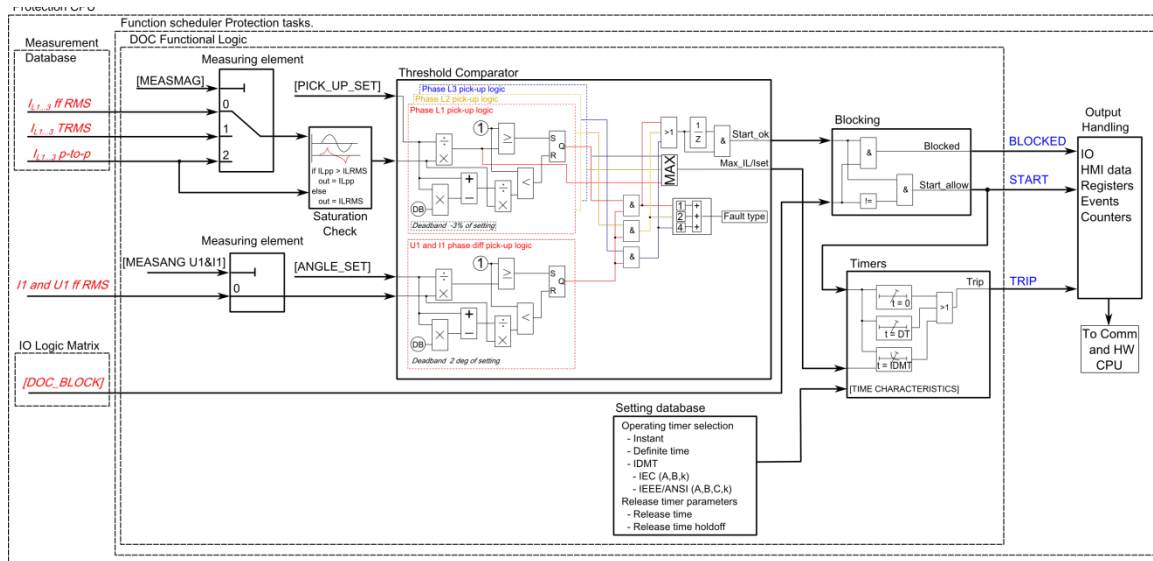 Protection CPU
Function scheduler Protection tasks.
DOC Functional Logic
Measurement
Database
Measuring element
[MEASMAG]
0
1
2
I L1...3 ff RMS
I L1...3 TRMS
I L1...3 p-to-p
if ILpp > ILRMS
out = ILpp
else
out = ILRMS
Saturation
Check
[PICK_UP_SET]
Threshold Comparator
Phase L3 pick-up logic
Phase L2 pick-up logic
Phase L1 pick-up logic
1
≥
S
R
Q
÷
×
+
−
×
÷
×
<
DB
Deadband -3% of setting
>1
1
Z
&
Start_ok
MAX
Max_IL/Iset
&
&
&
1 +
2 +
4 +
Fault type
Measuring element
[MEASANG U1&I1]
0
I1 and U1 ff RMS
[ANGLE_SET]
U1 and I1 phase diff pick-up logic
1
≥
S
R
Q
÷
×
+
−
×
÷
×
<
DB
Deadband 2 deg of setting
IO Logic Matrix
[DOC_BLOCK]
Blocking
&
Blocked
&
Start_allow
!=
BLOCKED
START
TRIP
Output
Handling
IO
HMI data
Registers
Events
Counters
To Comm
and HW
CPU
Timers
t = 0
t = DT
t = IDMT
>1
Trip
[TIME CHARACTERISTICS]
Setting database
Operating timer selection
- Instant
- Definite time
- IDMT
- IEC (A,B,k)
- IEEE/ANSI (A,B,C,k)
Release timer parameters
- Release time
- Release time holdoff